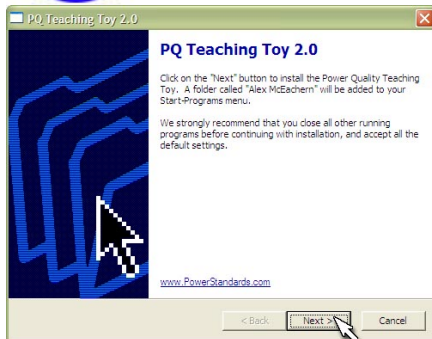 PQ Teaching Toy 2.0
PQ Teaching Toy 2.0
Click on the "Next" button to install the Power Quality Teaching
Toy. A folder called "Alex McEachern" will be added to your
Start-Programs menu.
We strongly recommend that you close all other running
programs before continuing with installation, and accept all the
default settings.
www.PowerStandards.com
< Back Next > Cancel